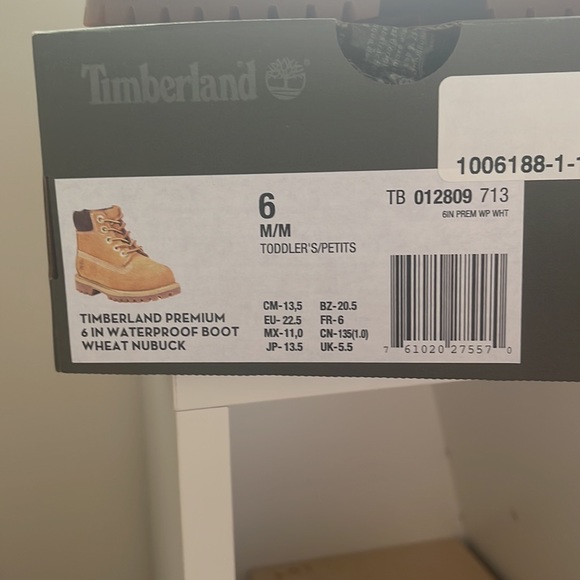 Timberland
1006188-1-1
6
M/M
TODDLER'S/PETITS
TB 012809 713
6IN PREM WP WHT
TIMBERLAND PREMIUM
6 IN WATERPROOF BOOT
WHEAT NUBUCK
CM-13,5 BZ-20.5
EU-22.5 FR-6
MX-11,0 CN-135(1.0)
JP-13.5 UK-5.5
7 61020 27557 0